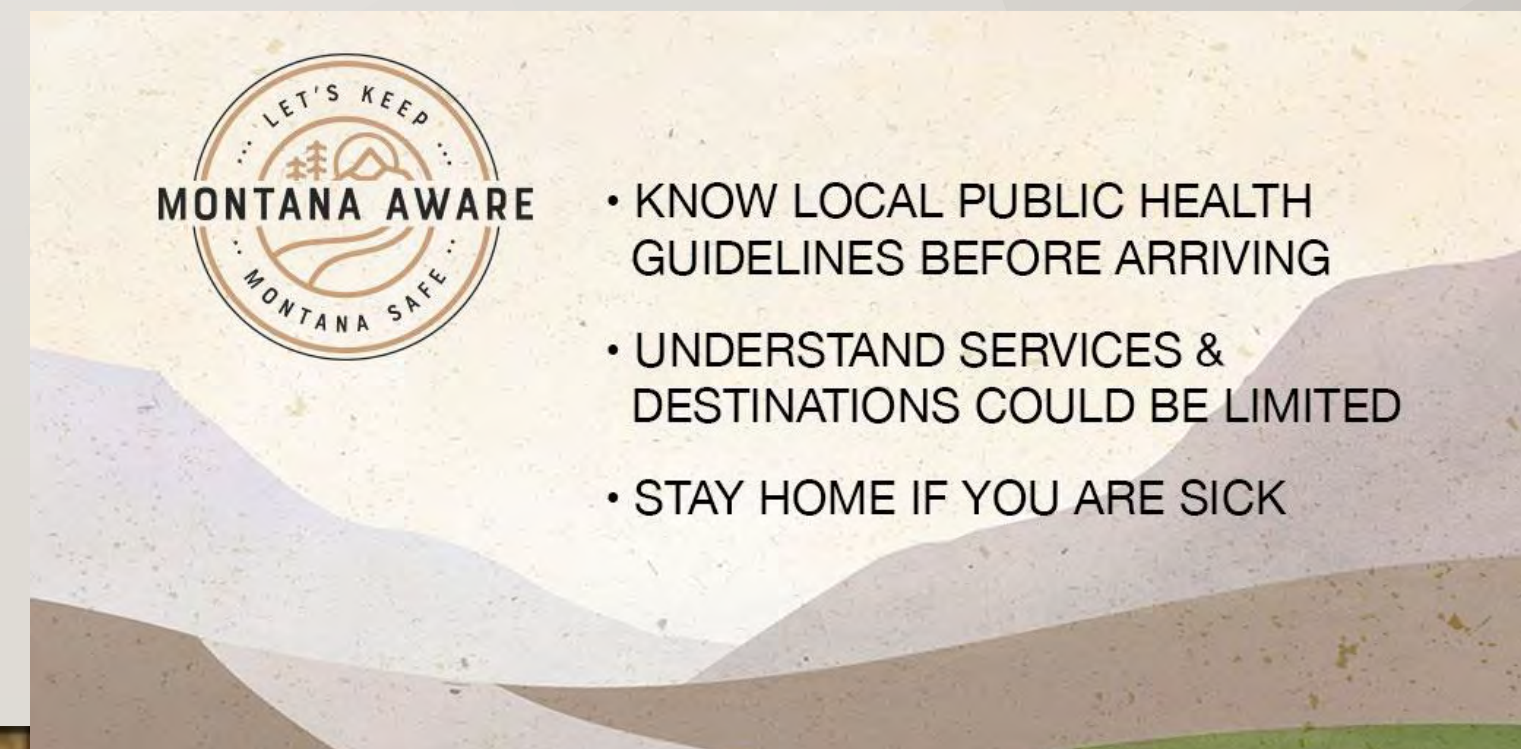 LET'S KEEP
MONTANA AWARE
MONTANA SAFE
• KNOW LOCAL PUBLIC HEALTH
GUIDELINES BEFORE ARRIVING
• UNDERSTAND SERVICES &
DESTINATIONS COULD BE LIMITED
• STAY HOME IF YOU ARE SICK